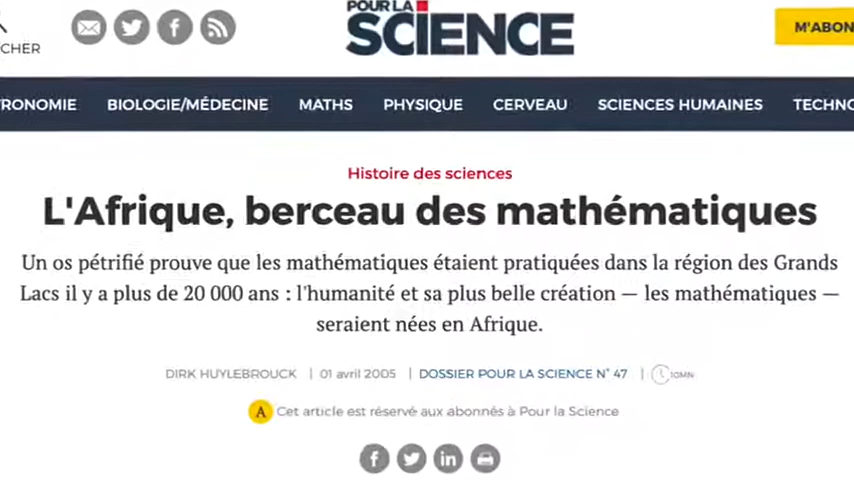 POUR LA
SCIENCE
CHER
M'ABON
RONOMIE BIOLOGIE/MÉDECINE MATHS PHYSIQUE CERVEAU SCIENCES HUMAINES TECHNO
Histoire des sciences
L'Afrique, berceau des mathématiques
Un os pétrifié prouve que les mathématiques étaient pratiquées dans la région des Grands
Lacs il y a plus de 20 000 ans : l'humanité et sa plus belle création — les mathématiques —
seraient nées en Afrique.
DIRK HUYLEBROUCK | 01 avril 2005 | DOSSIER POUR LA SCIENCE N° 47 | 10MN
A Cet article est réservé aux abonnés à Pour la Science